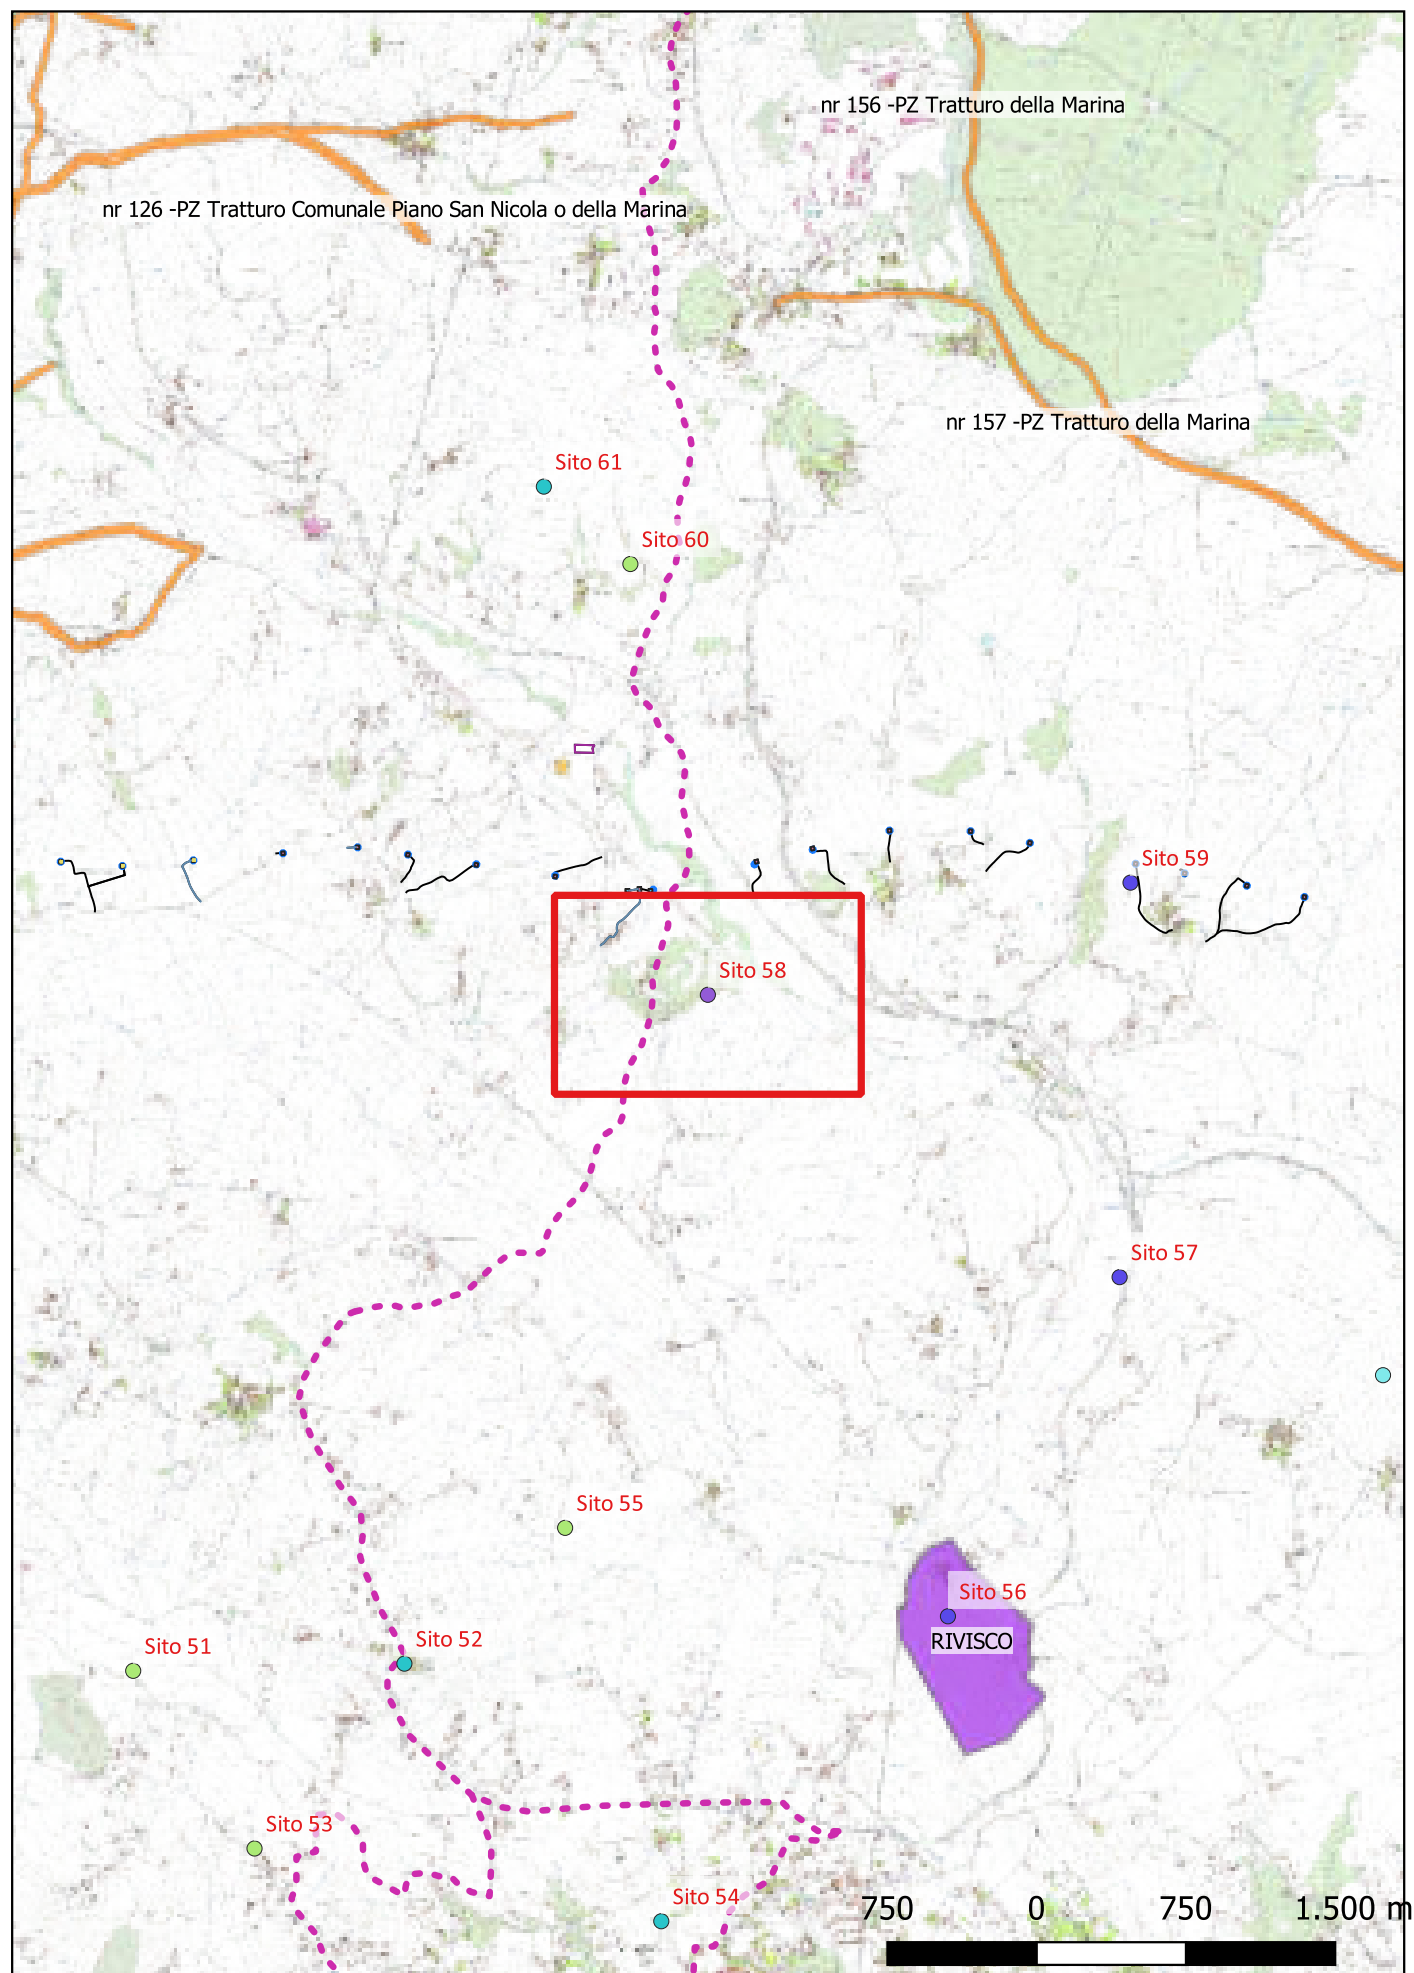 nr 156 -PZ Tratturo della Marina
nr 126 -PZ Tratturo Comunale Piano San Nicola o della Marina
nr 157 -PZ Tratturo della Marina
Sito 61
Sito 60
Sito 59
Sito 58
Sito 57
Sito 55
Sito 56
RIVISCO
Sito 52
Sito 51
Sito 53
Sito 54
750 0 750 1.500 m